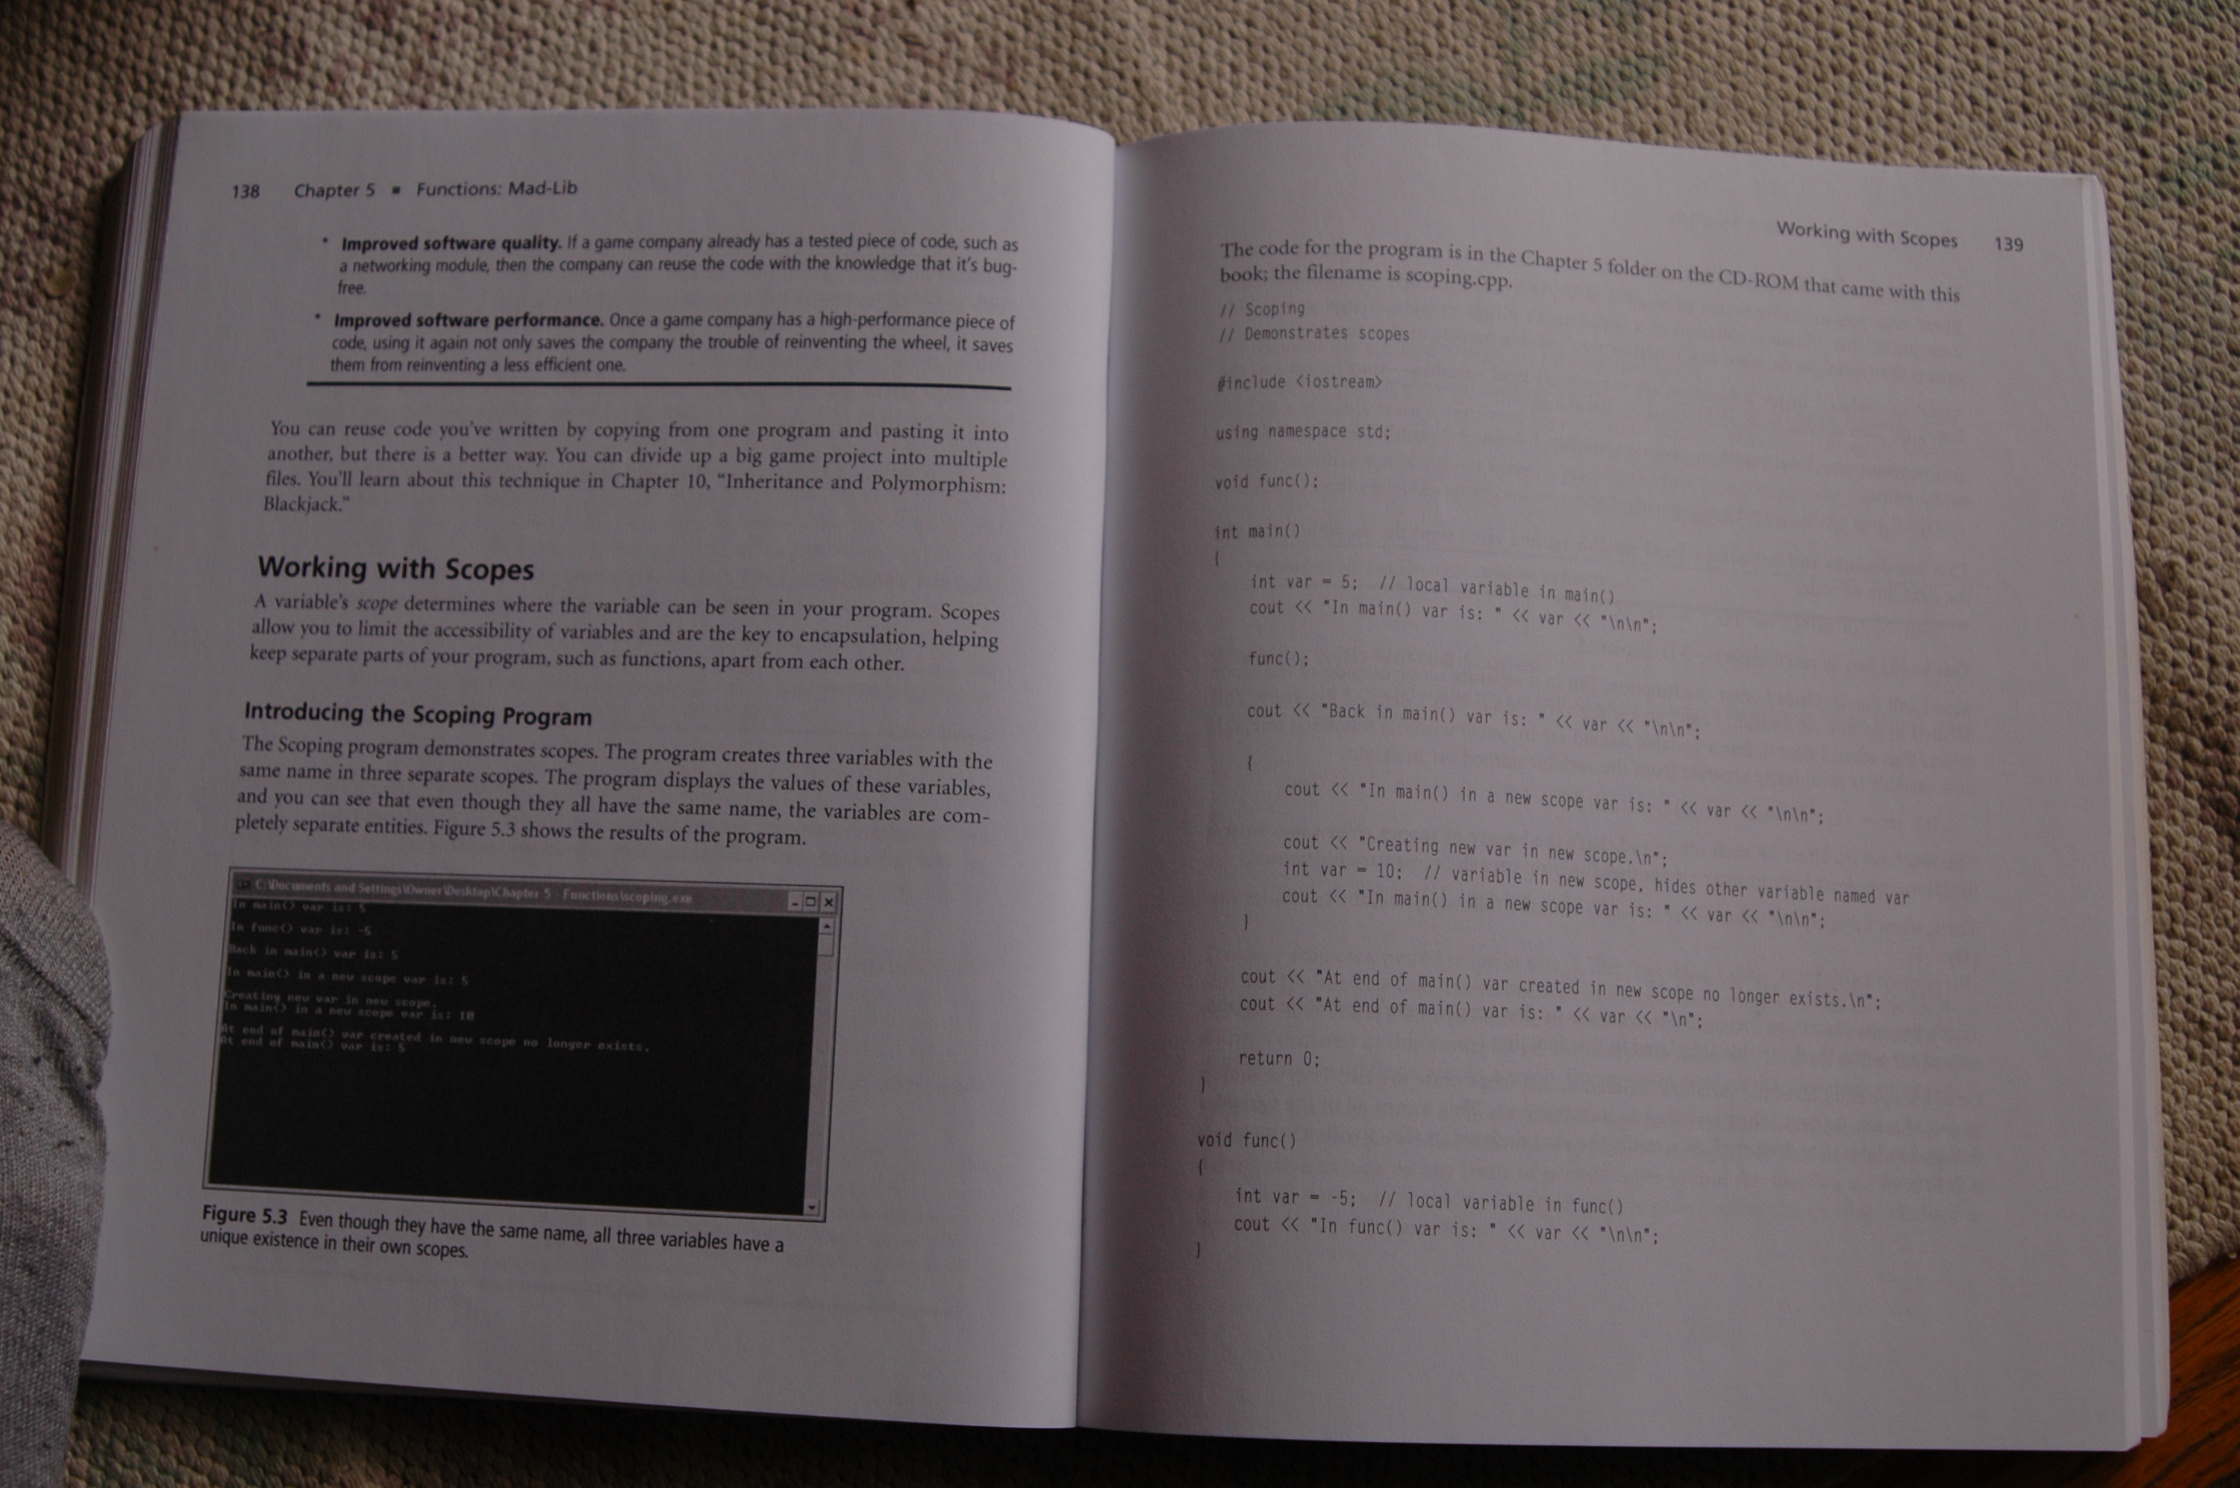 138 Chapter 5 ■ Functions: Mad-Lib
* Improved software quality. If a game company already has a tested piece of code, such as
a networking module, then the company can reuse the code with the knowledge that it's bug-
free.
* Improved software performance. Once a game company has a high-performance piece of
code, using it again not only saves the company the trouble of reinventing the wheel, it saves
them from reinventing a less efficient one.
You can reuse code you've written by copying from one program and pasting it into
another, but there is a better way. You can divide up a big game project into multiple
files. You'll learn about this technique in Chapter 10, “Inheritance and Polymorphism:
Blackjack.”
Working with Scopes
A variable's scope determines where the variable can be seen in your program. Scopes
allow you to limit the accessibility of variables and are the key to encapsulation, helping
keep separate parts of your program, such as functions, apart from each other.
Introducing the Scoping Program
The Scoping program demonstrates scopes. The program creates three variables with the
same name in three separate scopes. The program displays the values of these variables,
and you can see that even though they all have the same name, the variables are com-
pletely separate entities. Figure 5.3 shows the results of the program.
C:\Documents and Settings\Owner\Desktop\Chapter 5 - Functions\scoping.exe
In main() var is: 5
In func() var is: -5
Back in main() var is: 5
In main() in a new scope var is: 5
Creating new var in new scope.
In main() in a new scope var is: 10
At end of main() var created in new scope no longer exists.
At end of main() var is: 5
Figure 5.3 Even though they have the same name, all three variables have a
unique existence in their own scopes.
Working with Scopes 139
The code for the program is in the Chapter 5 folder on the CD-ROM that came with this
book; the filename is scoping.cpp.
// Scoping
// Demonstrates scopes
#include <iostream>
using namespace std;
void func();
int main()
{
int var = 5; // local variable in main()
cout << "In main() var is: " << var << "\n\n";
func();
cout << "Back in main() var is: " << var << "\n\n";
{
cout << "In main() in a new scope var is: " << var << "\n\n";
cout << "Creating new var in new scope.\n";
int var = 10; // variable in new scope, hides other variable named var
cout << "In main() in a new scope var is: " << var << "\n\n";
}
cout << "At end of main() var created in new scope no longer exists.\n";
cout << "At end of main() var is: " << var << "\n";
return 0;
}
void func()
{
int var = -5; // local variable in func()
cout << "In func() var is: " << var << "\n\n";
}